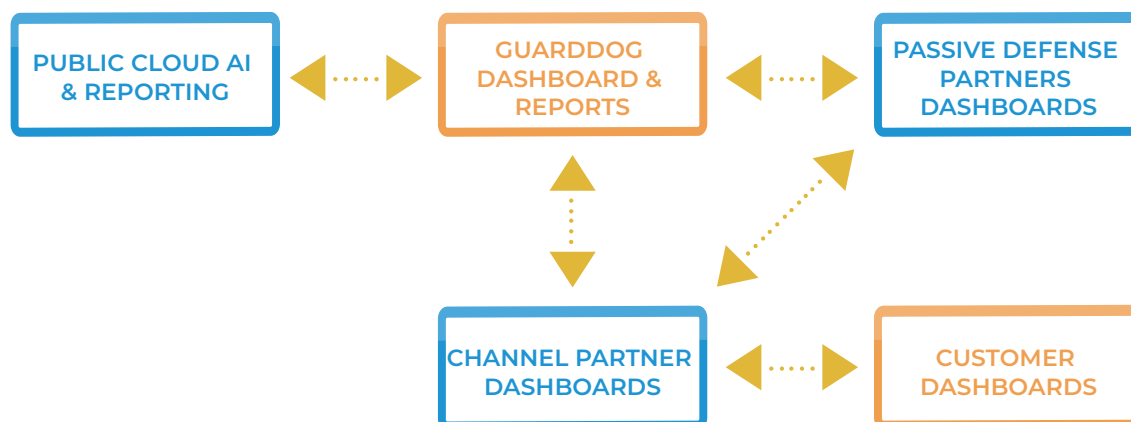 PUBLIC CLOUD AI
& REPORTING
GUARDDOG
DASHBOARD &
REPORTS
PASSIVE DEFENSE
PARTNERS
DASHBOARDS
CHANNEL PARTNER
DASHBOARDS
CUSTOMER
DASHBOARDS